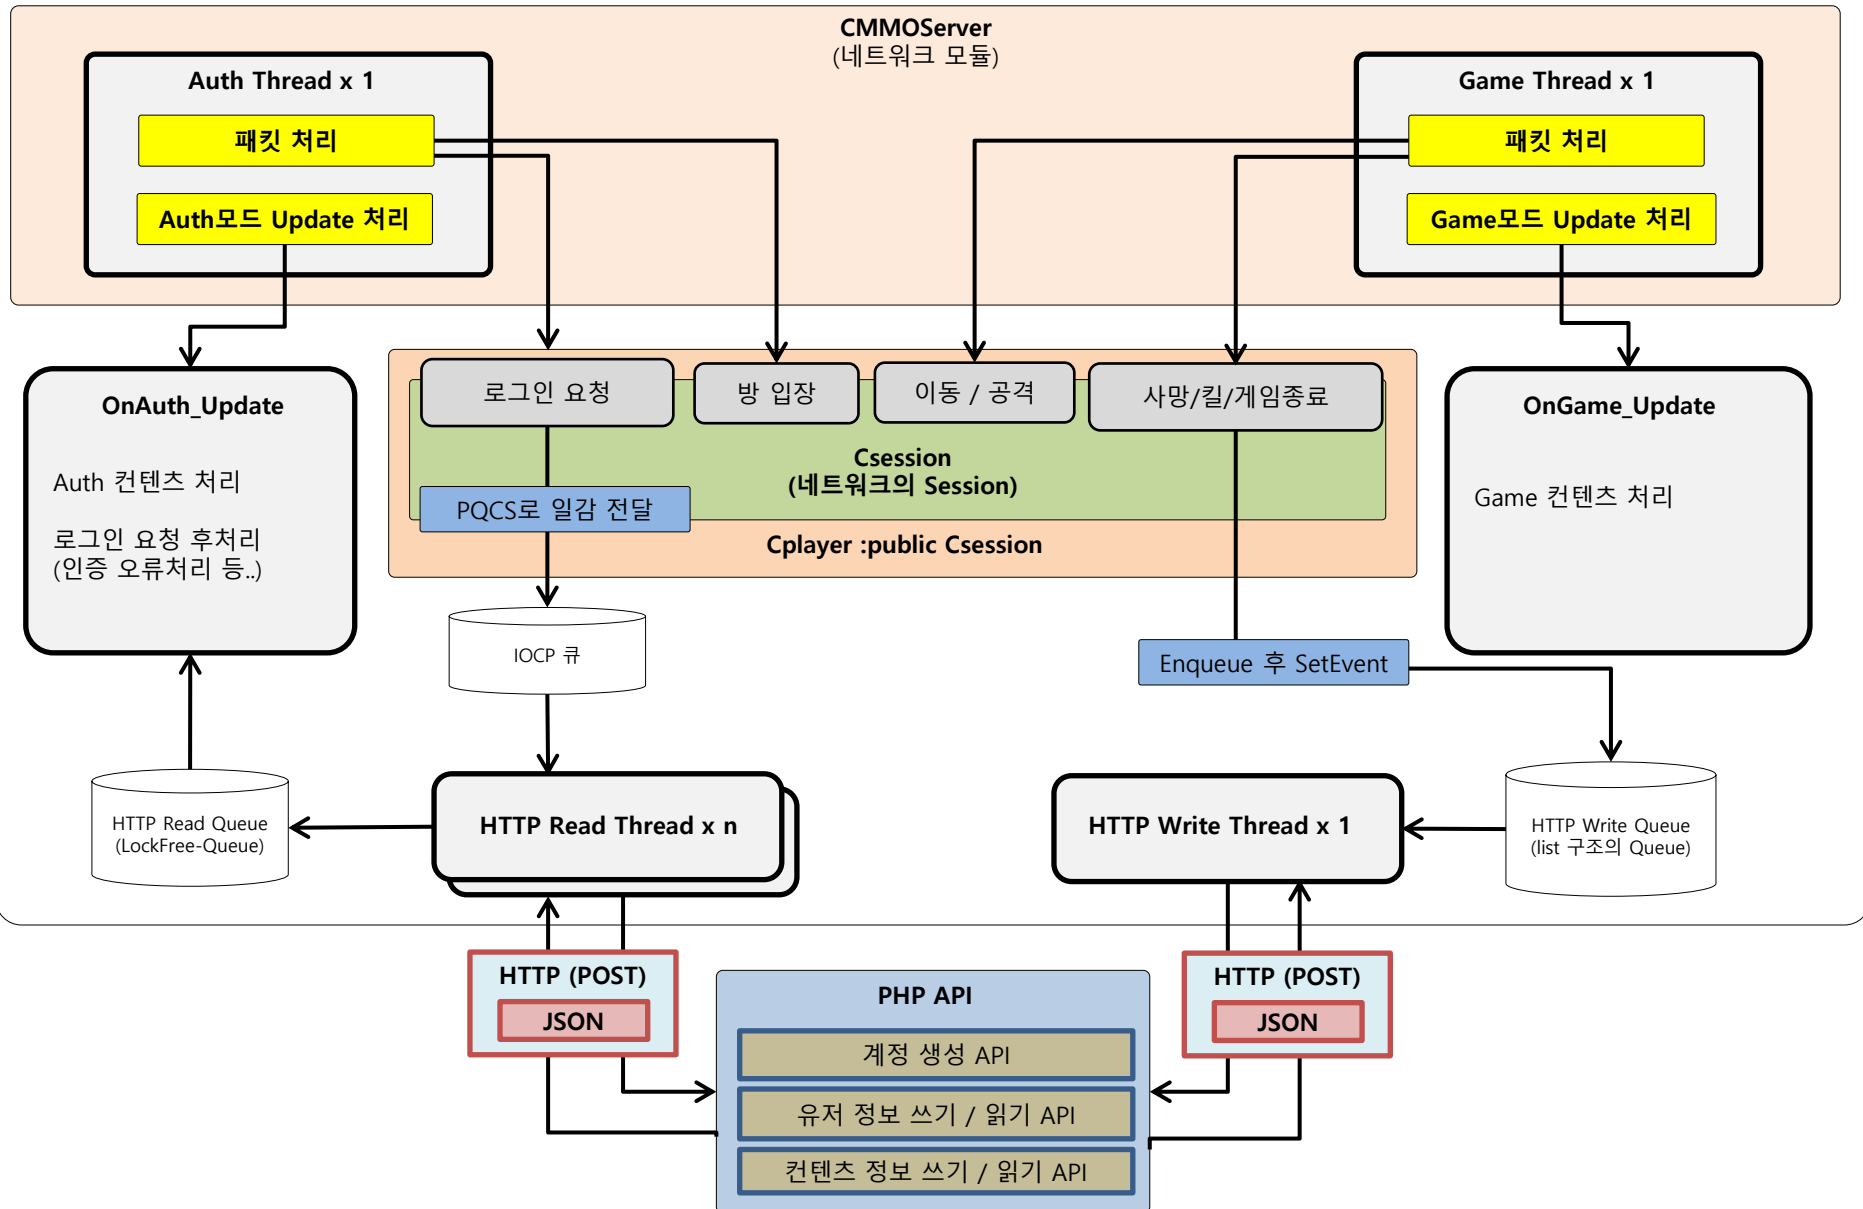 CMMOServer
(네트워크 모듈)
Auth Thread x 1
패킷 처리
Auth모드 Update 처리
Game Thread x 1
패킷 처리
Game모드 Update 처리
OnAuth_Update
Auth 컨텐츠 처리
로그인 요청 후처리
(인증 오류처리 등..)
로그인 요청
방 입장
이동 / 공격
사망/킬/게임종료
Csession
(네트워크의 Session)
PQCS로 일감 전달
Cplayer :public Csession
OnGame_Update
Game 컨텐츠 처리
IOCP 큐
Enqueue 후 SetEvent
HTTP Read Queue
(LockFree-Queue)
HTTP Read Thread x n
HTTP Write Thread x 1
HTTP Write Queue
(list 구조의 Queue)
HTTP (POST)
JSON
PHP API
계정 생성 API
유저 정보 쓰기 / 읽기 API
컨텐츠 정보 쓰기 / 읽기 API
HTTP (POST)
JSON